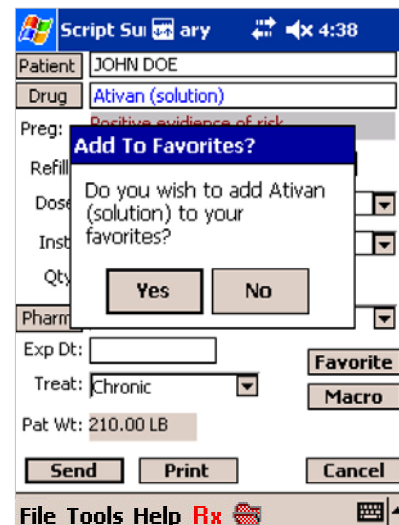 Script Sui ary 4:38
Patient JOHN DOE
Drug Ativan (solution)
Preg: Positive evidence of risk
Add To Favorites?
Refill
Do you wish to add Ativan
Dose
(solution) to your
Inst
favorites?
Qty
Yes No
Pharm
Exp Dt:
Favorite
Treat: Chronic
Macro
Pat Wt: 210.00 LB
Send Print Cancel
File Tools Help Rx